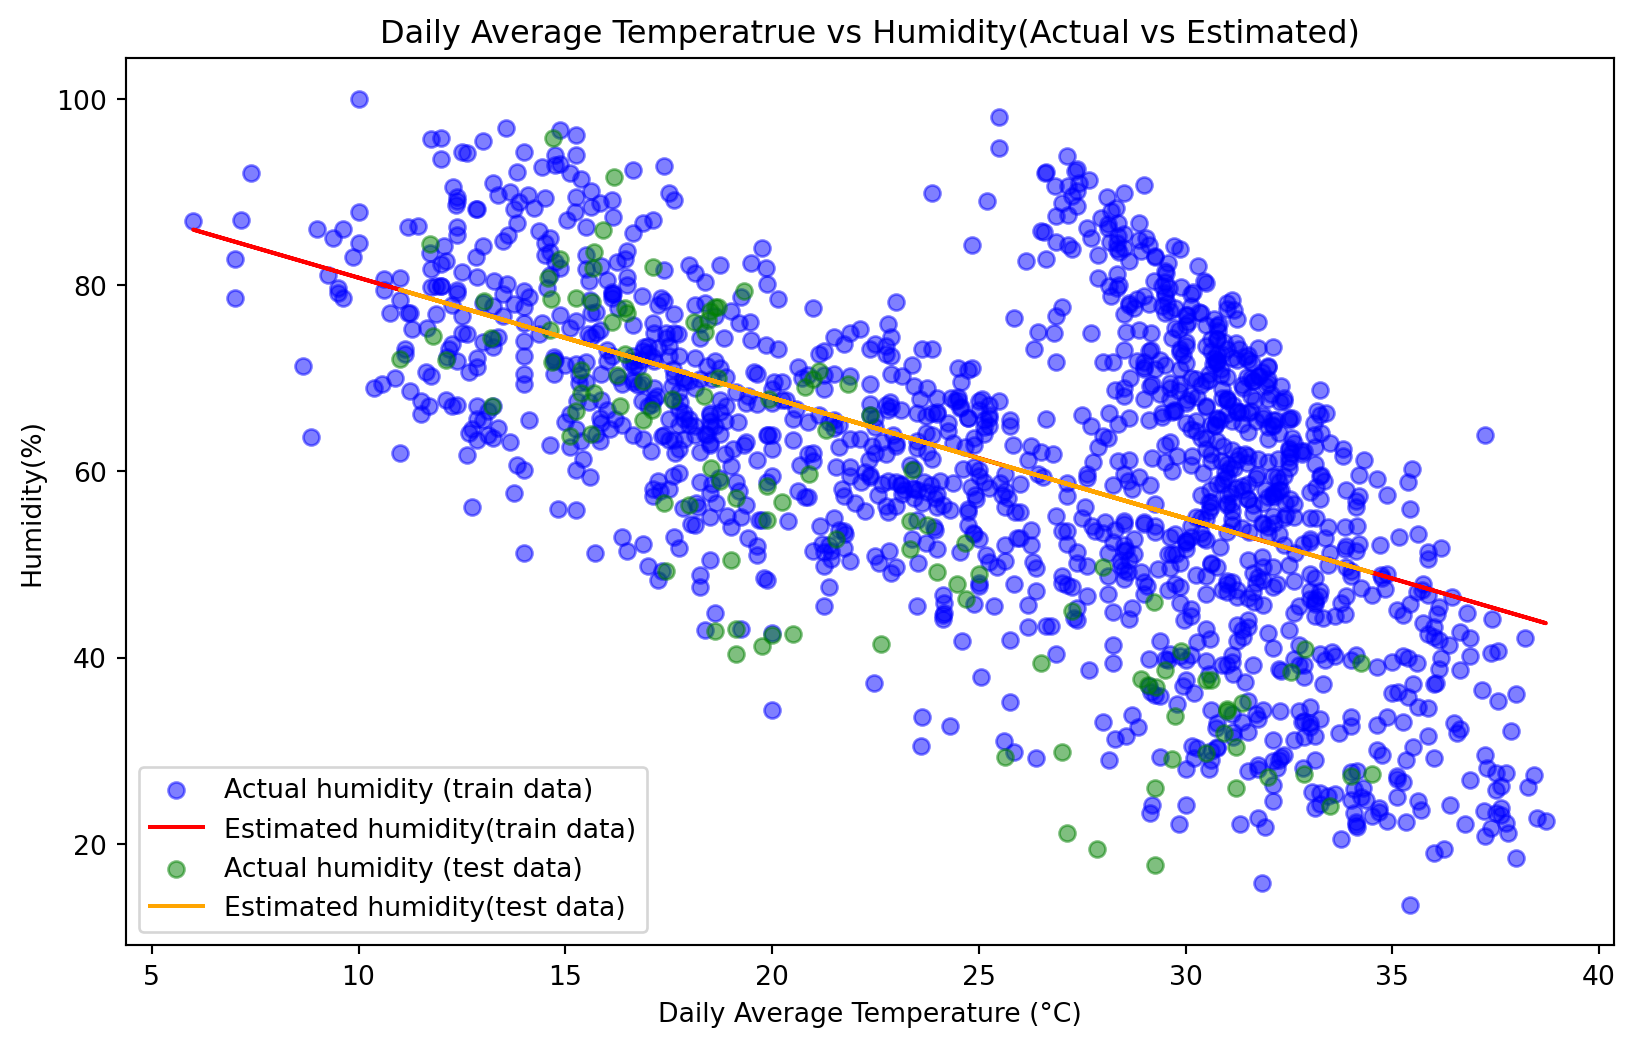 Daily Average Temperatrue vs Humidity(Actual vs Estimated)
100
80
60
40
20
Humidity(%)
Actual humidity (train data)
Estimated humidity(train data)
Actual humidity (test data)
Estimated humidity(test data)
5 10 15 20 25 30 35 40
Daily Average Temperature (°C)